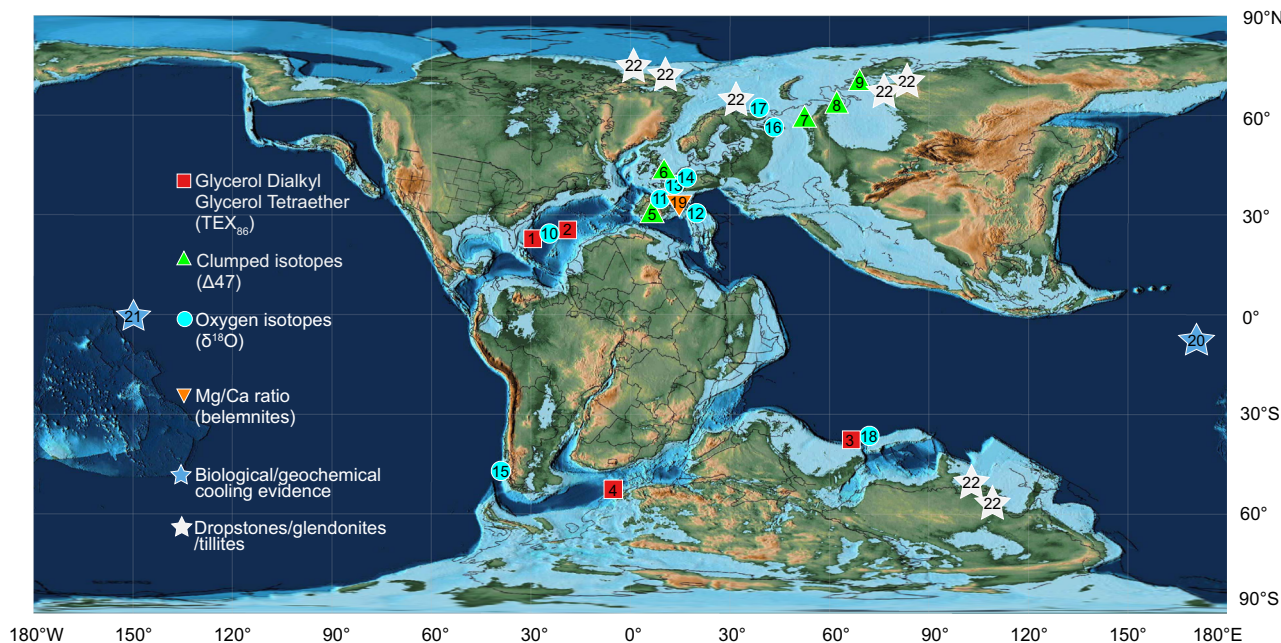 90°N
22
22
22
22
22
9
8
7
17
16
60°
6
14
13
11
5
19
12
30°
Glycerol Dialkyl
Glycerol Tetraether
(TEX₈₆)
1
10
2
Clumped isotopes
(Δ47)
21
Oxygen isotopes
(δ¹⁸O)
0°
20
Mg/Ca ratio
(belemnites)
30°S
3
18
15
4
Biological/geochemical
cooling evidence
22
22
Dropstones/glendonites
/tillites
60°
90°S
180°W 150° 120° 90° 60° 30° 0° 30° 60° 90° 120° 150° 180°E